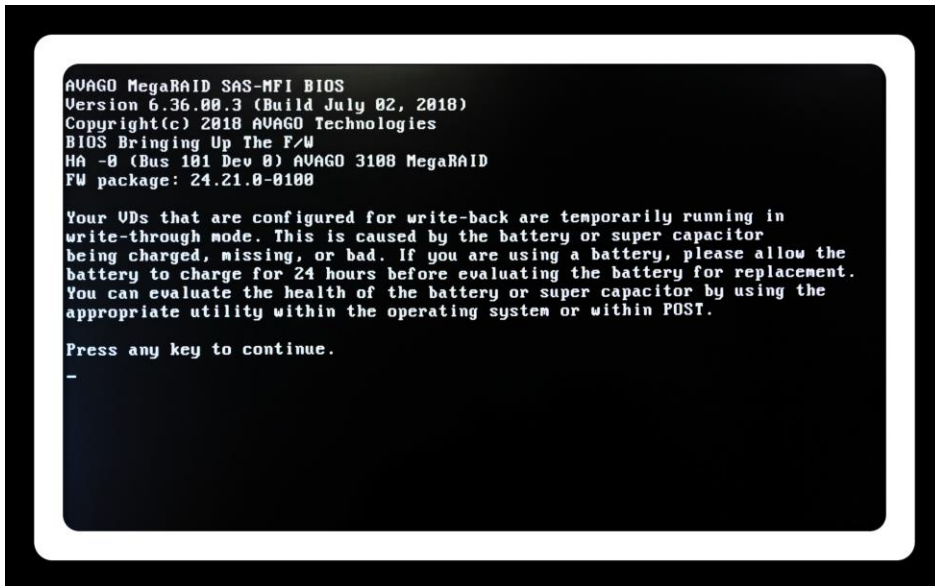 AVAGO MegaRAID SAS-MFI BIOS
Version 6.36.00.3 (Build July 02, 2018)
Copyright(c) 2018 AVAGO Technologies
BIOS Bringing Up The F/W
HA -0 (Bus 101 Dev 0) AVAGO 3108 MegaRAID
FW package: 24.21.0-0100
Your VDs that are configured for write-back are temporarily running in
write-through mode. This is caused by the battery or super capacitor
being charged, missing, or bad. If you are using a battery, please allow the
battery to charge for 24 hours before evaluating the battery for replacement.
You can evaluate the health of the battery or super capacitor by using the
appropriate utility within the operating system or within POST.
Press any key to continue.
_